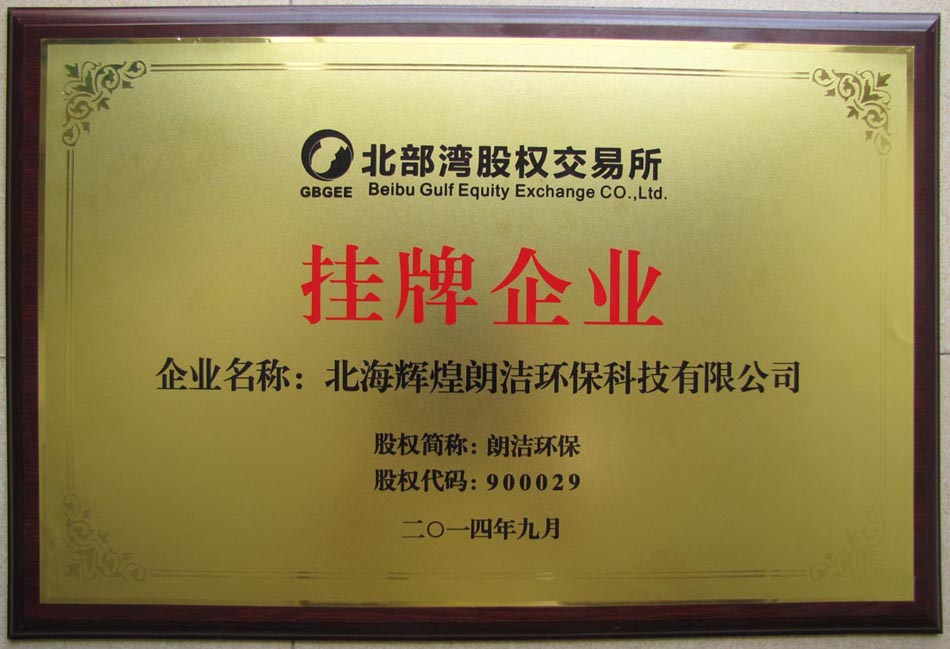 北部湾股权交易所
GBGEE Beibu Gulf Equity Exchange CO.,Ltd.
挂牌企业
企业名称：北海辉煌朗洁环保科技有限公司
股权简称：朗洁环保
股权代码：900029
二〇一四年九月